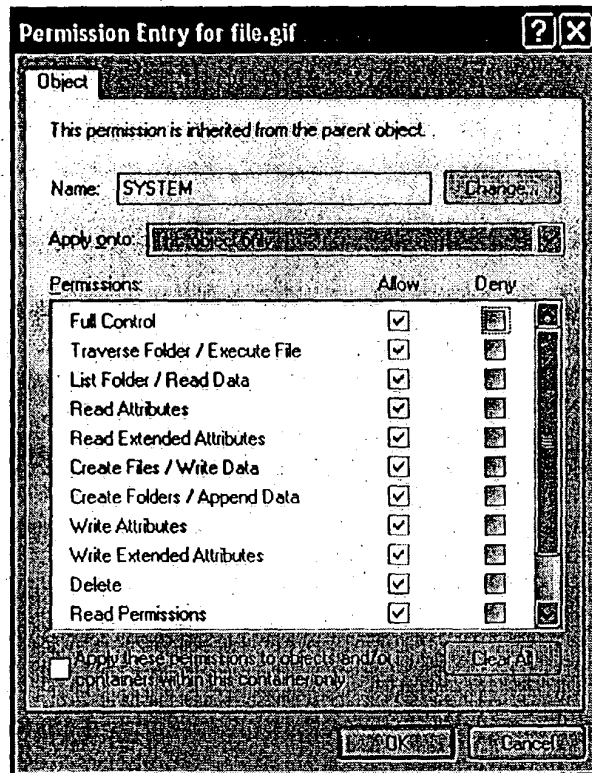 Permission Entry for file.gif
Object
This permission is inherited from the parent object.
Name: SYSTEM Change...
Apply onto: This object only
Permissions: Allow Deny
Full Control
Traverse Folder / Execute File
List Folder / Read Data
Read Attributes
Read Extended Attributes
Create Files / Write Data
Create Folders / Append Data
Write Attributes
Write Extended Attributes
Delete
Read Permissions
Apply these permissions to objects and/or
containers within this container only
Clear All
OK Cancel